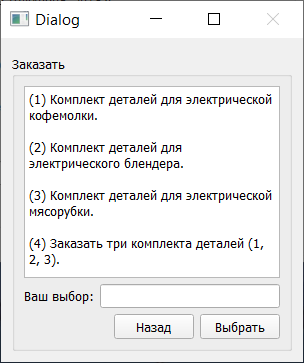 Dialog
Заказать
(1) Комплект деталей для электрической
кофемолки.
(2) Комплект деталей для
электрического блендера.
(3) Комплект деталей для электрической
мясорубки.
(4) Заказать три комплекта деталей (1,
2, 3).
Ваш выбор:
Назад
Выбрать